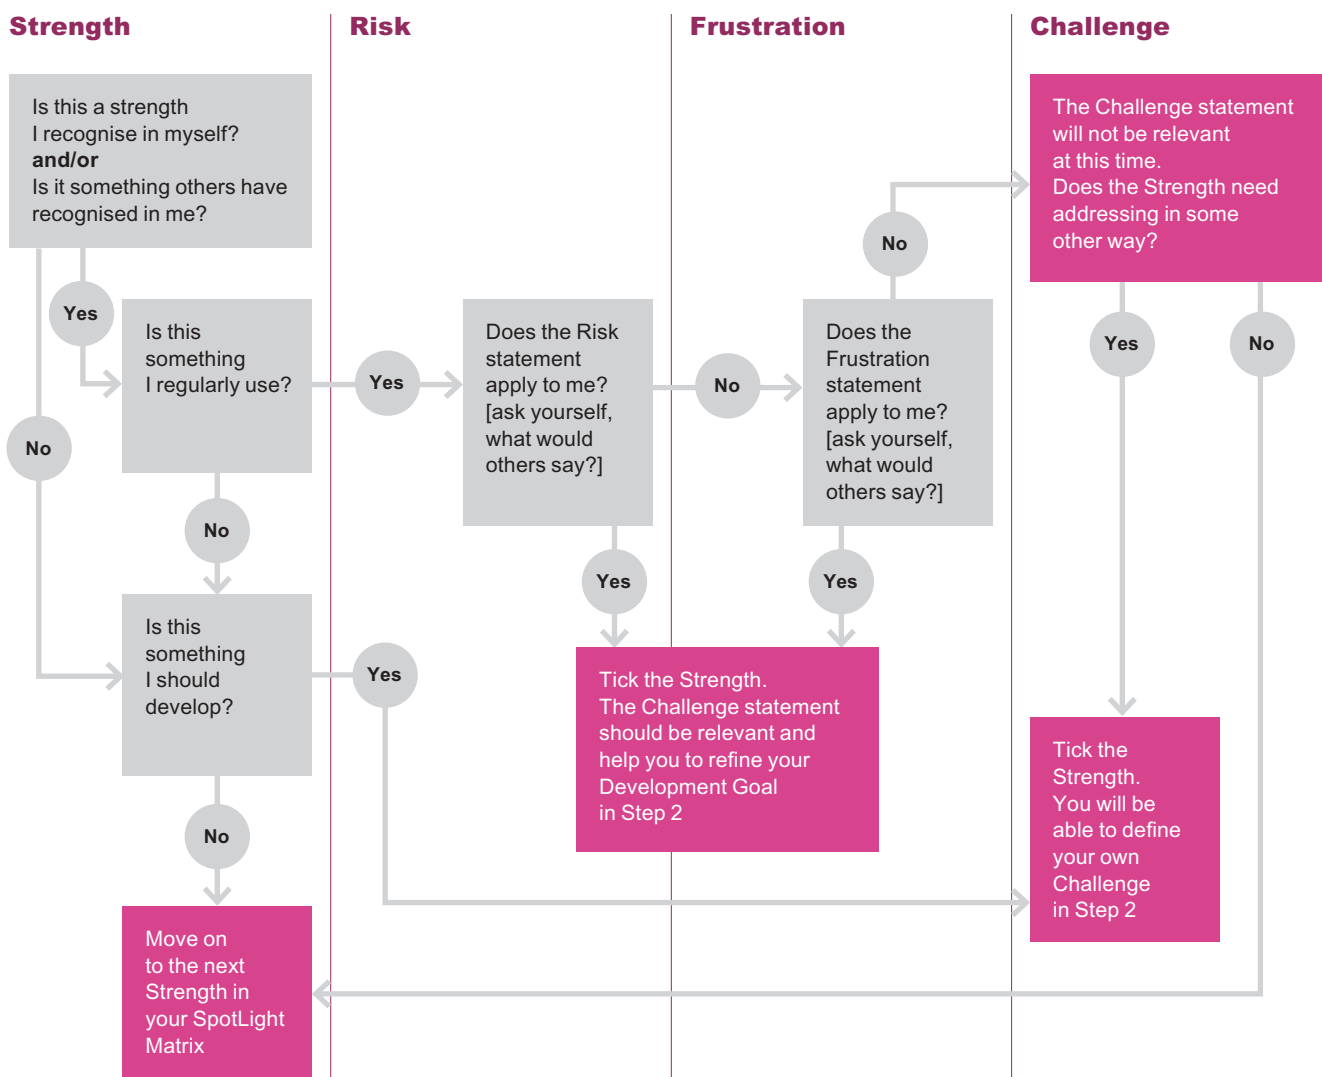 Strength
Risk
Frustration
Challenge
Is this a strength
I recognise in myself?
and/or
Is it something others have
recognised in me?
Yes
No
Is this
something
I regularly use?
Yes
No
Is this
something
I should
develop?
Yes
No
Move on
to the next
Strength in
your SpotLight
Matrix
Does the Risk
statement
apply to me?
[ask yourself,
what would
others say?]
No
Yes
Does the
Frustration
statement
apply to me?
[ask yourself,
what would
others say?]
No
Yes
Tick the Strength.
The Challenge statement
should be relevant and
help you to refine your
Development Goal
in Step 2
The Challenge statement
will not be relevant
at this time.
Does the Strength need
addressing in some
other way?
Yes
No
Tick the
Strength.
You will be
able to define
your own
Challenge
in Step 2